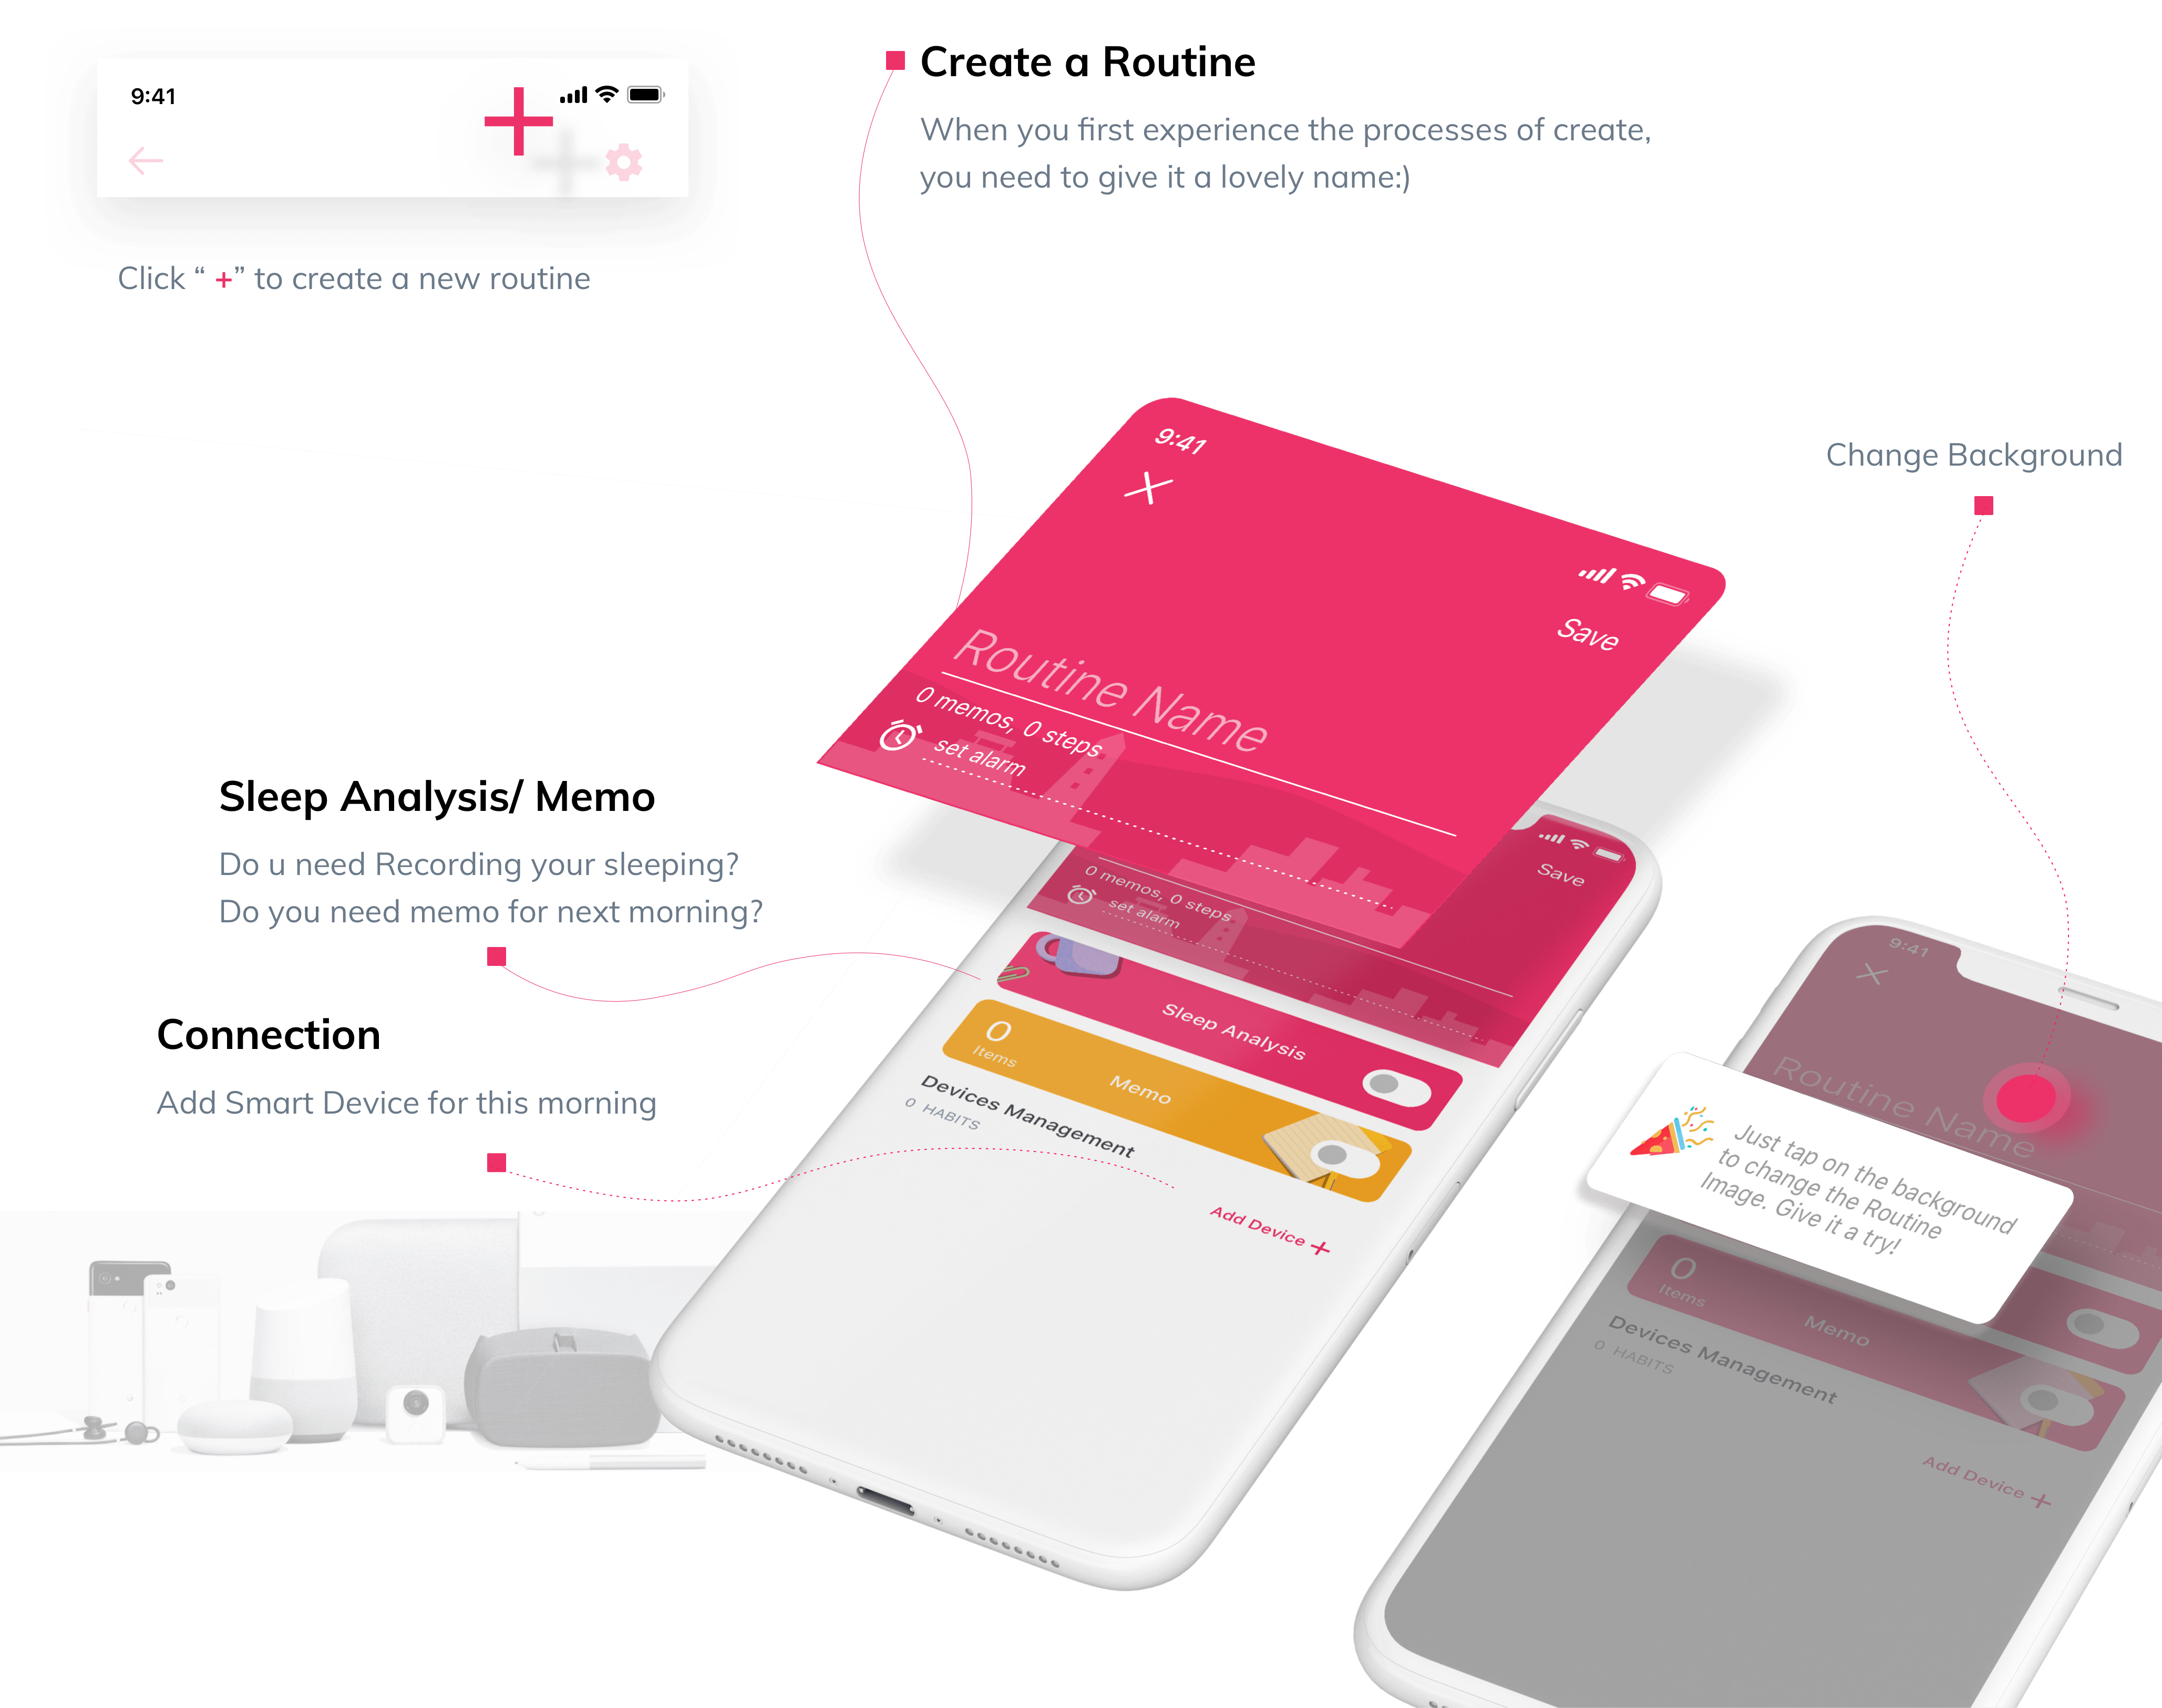 9:41
Click “ +” to create a new routine
Create a Routine
When you first experience the processes of create,
you need to give it a lovely name:)
Change Background
9:41
Save
Routine Name
0 memos, 0 steps
set alarm
Sleep Analysis/ Memo
Do u need Recording your sleeping?
Do you need memo for next morning?
Connection
Add Smart Device for this morning
Save
0 memos, 0 steps
set alarm
Sleep Analysis
0
Items
Memo
Devices Management
0 HABITS
Add Device +
9:41
Routine Name
Just tap on the background
to change the Routine
Image. Give it a try!
0
Items
Memo
Devices Management
0 HABITS
Add Device +